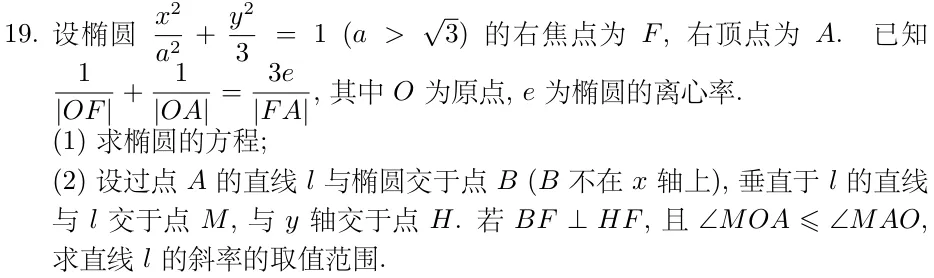 19. 设椭圆 $\dfrac{x^2}{a^2} + \dfrac{y^2}{3} = 1$ $(a > \sqrt{3})$ 的右焦点为 $F$, 右顶点为 $A$. 已知
$\dfrac{1}{|OF|} + \dfrac{1}{|OA|} = \dfrac{3e}{|FA|}$, 其中 $O$ 为原点, $e$ 为椭圆的离心率.
(1) 求椭圆的方程;
(2) 设过点 $A$ 的直线 $l$ 与椭圆交于点 $B$ ($B$ 不在 $x$ 轴上), 垂直于 $l$ 的直线
与 $l$ 交于点 $M$, 与 $y$ 轴交于点 $H$. 若 $BF \perp HF$, 且 $\angle MOA \leqslant \angle MAO$,
求直线 $l$ 的斜率的取值范围.